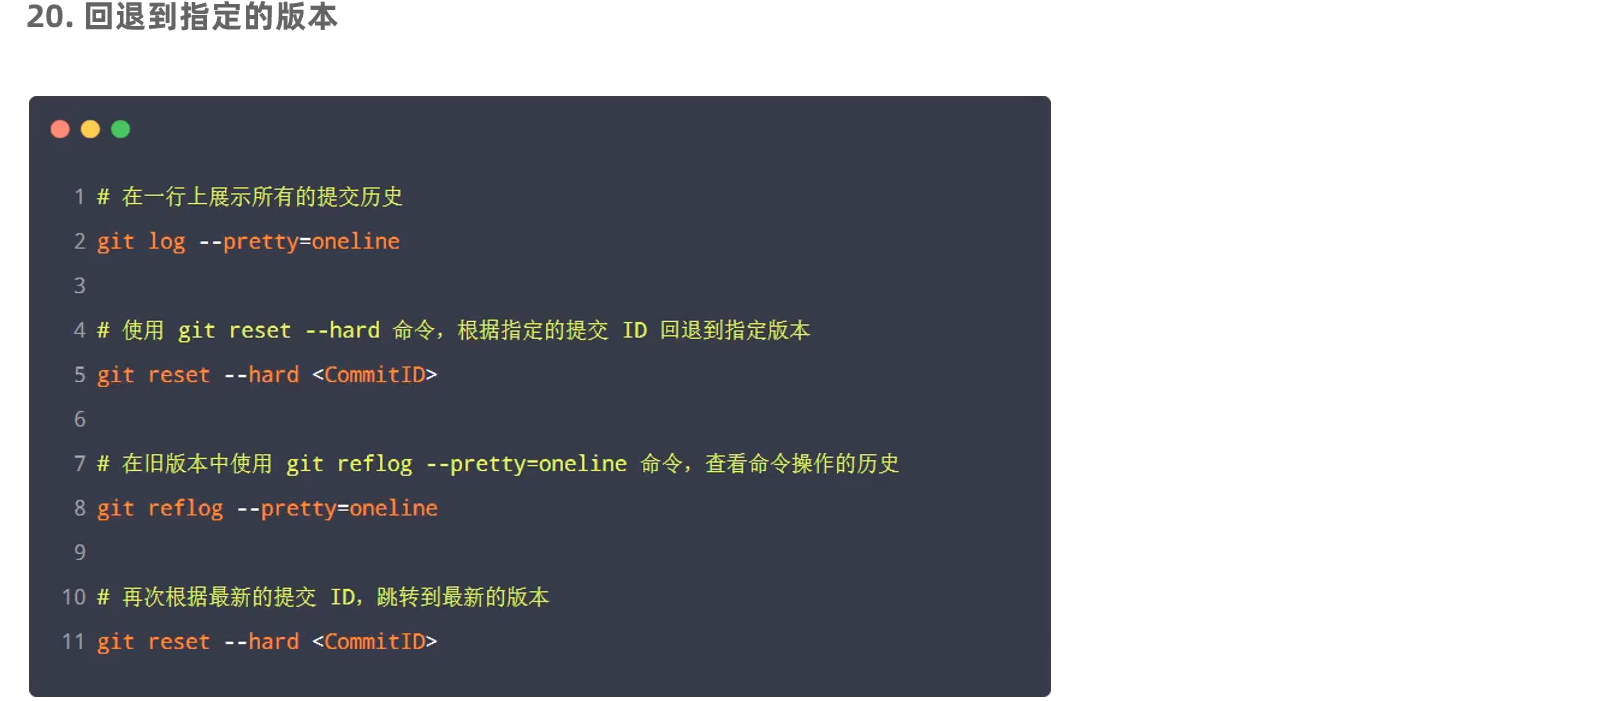 20. 回退到指定的版本
1 # 在一行上展示所有的提交历史
2 git log --pretty=oneline
3
4 # 使用 git reset --hard 命令，根据指定的提交 ID 回退到指定版本
5 git reset --hard <CommitID>
6
7 # 在旧版本中使用 git reflog --pretty=oneline 命令，查看命令操作的历史
8 git reflog --pretty=oneline
9
10 # 再次根据最新的提交 ID，跳转到最新的版本
11 git reset --hard <CommitID>